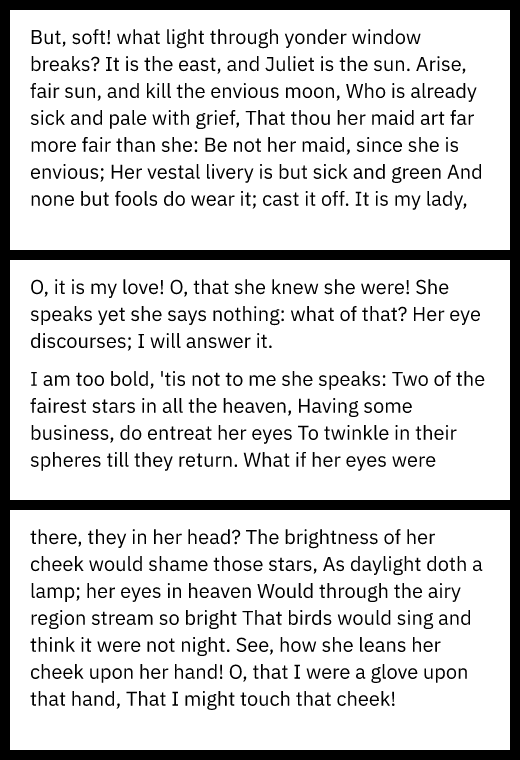 But, soft! what light through yonder window
breaks? It is the east, and Juliet is the sun. Arise,
fair sun, and kill the envious moon, Who is already
sick and pale with grief, That thou her maid art far
more fair than she: Be not her maid, since she is
envious; Her vestal livery is but sick and green And
none but fools do wear it; cast it off. It is my lady,
O, it is my love! O, that she knew she were! She
speaks yet she says nothing: what of that? Her eye
discourses; I will answer it.
I am too bold, 'tis not to me she speaks: Two of the
fairest stars in all the heaven, Having some
business, do entreat her eyes To twinkle in their
spheres till they return. What if her eyes were
there, they in her head? The brightness of her
cheek would shame those stars, As daylight doth a
lamp; her eyes in heaven Would through the airy
region stream so bright That birds would sing and
think it were not night. See, how she leans her
cheek upon her hand! O, that I were a glove upon
that hand, That I might touch that cheek!